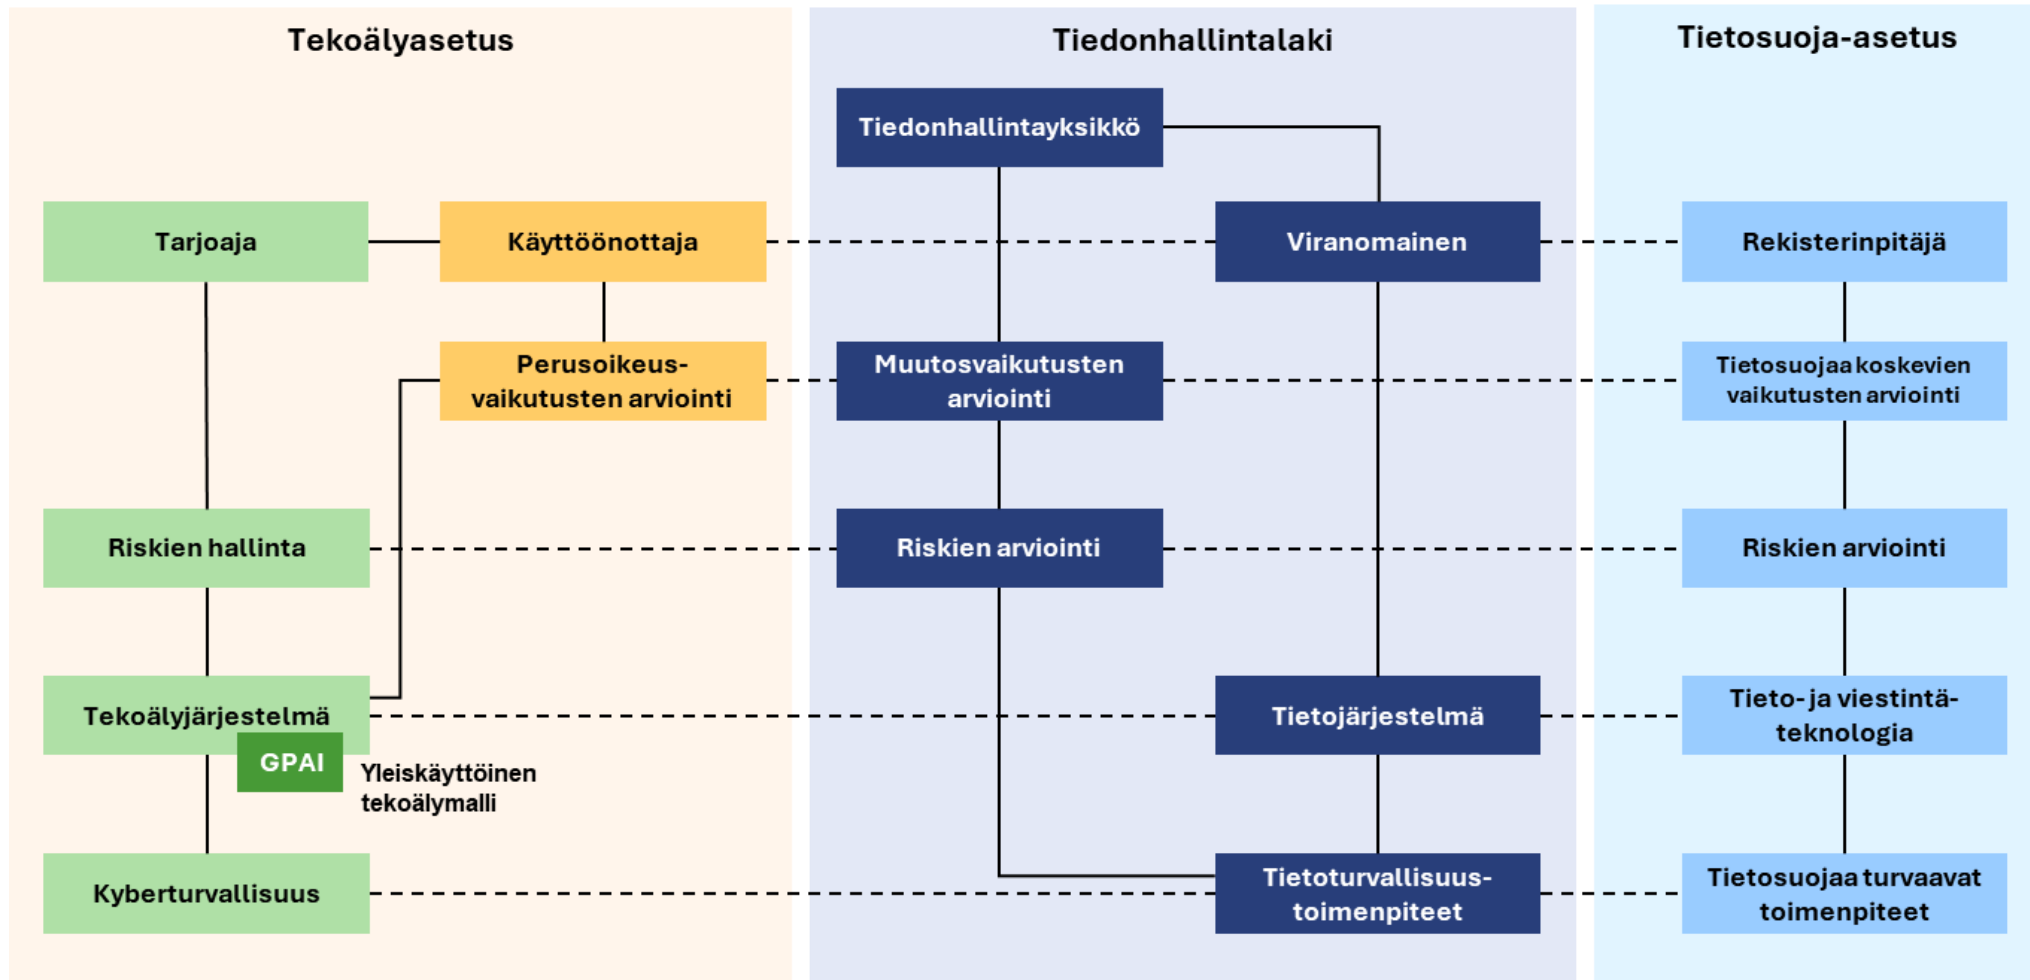 Tekoälyasetus
Tiedonhallintalaki
Tietosuoja-asetus
Tiedonhallintayksikkö
Tarjoaja
Käyttöönottaja
Viranomainen
Rekisterinpitäjä
Perusoikeus-
vaikutusten arviointi
Muutosvaikutusten
arviointi
Tietosuojaa koskevien
vaikutusten arviointi
Riskien hallinta
Riskien arviointi
Riskien arviointi
Tekoälyjärjestelmä
GPAI
Yleiskäyttöinen
tekoälymalli
Tietojärjestelmä
Tieto- ja viestintä-
teknologia
Kyberturvallisuus
Tietoturvallisuus-
toimenpiteet
Tietosuojaa turvaavat
toimenpiteet